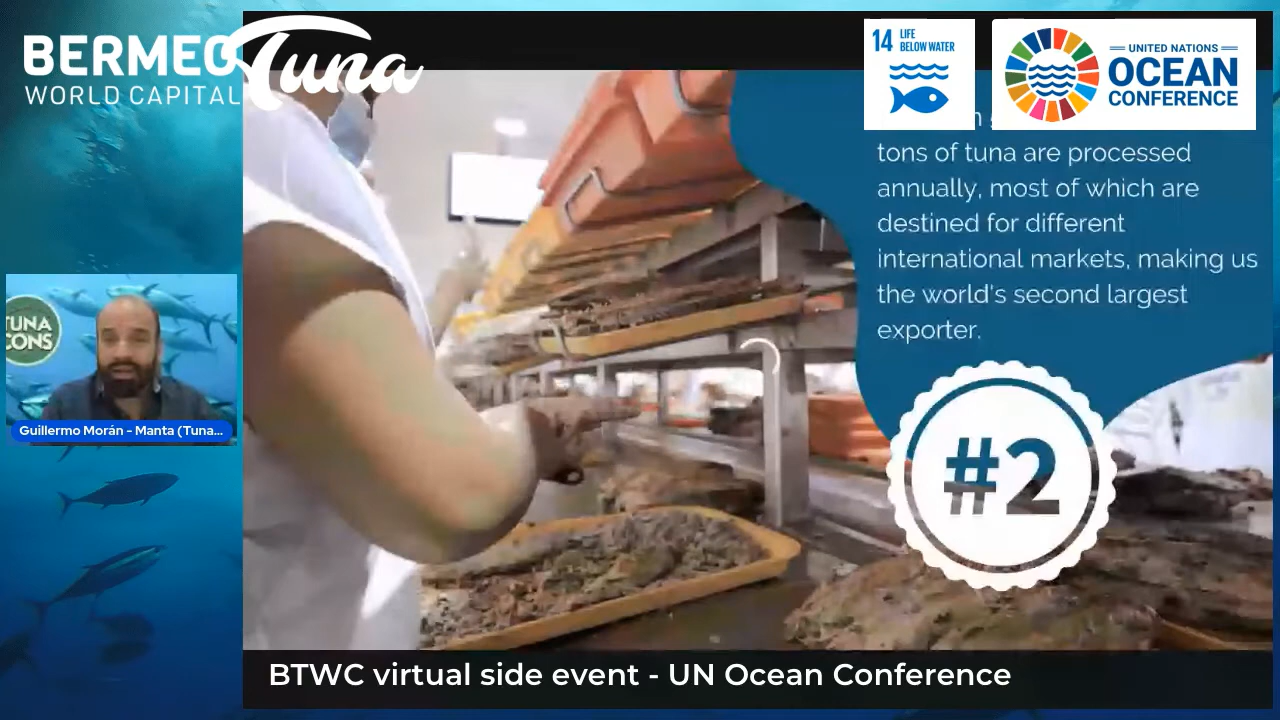 BERMEO Tuna
WORLD CAPITAL
14 LIFE
BELOW WATER
UNITED NATIONS
OCEAN
CONFERENCE
tons of tuna are processed
annually, most of which are
destined for different
international markets, making us
the world's second largest
exporter.
#2
TUNA
CONS
Guillermo Morán - Manta (Tuna...
BTWC virtual side event - UN Ocean Conference